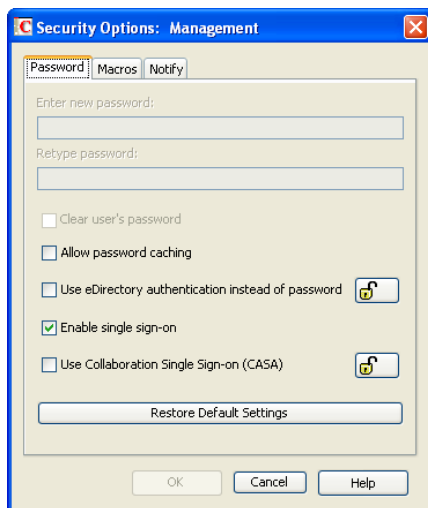 Security Options:  Management
Password Macros Notify
Enter new password:
Retype password:
Clear user's password
Allow password caching
Use eDirectory authentication instead of password
Enable single sign-on
Use Collaboration Single Sign-on (CASA)
Restore Default Settings
OK Cancel Help